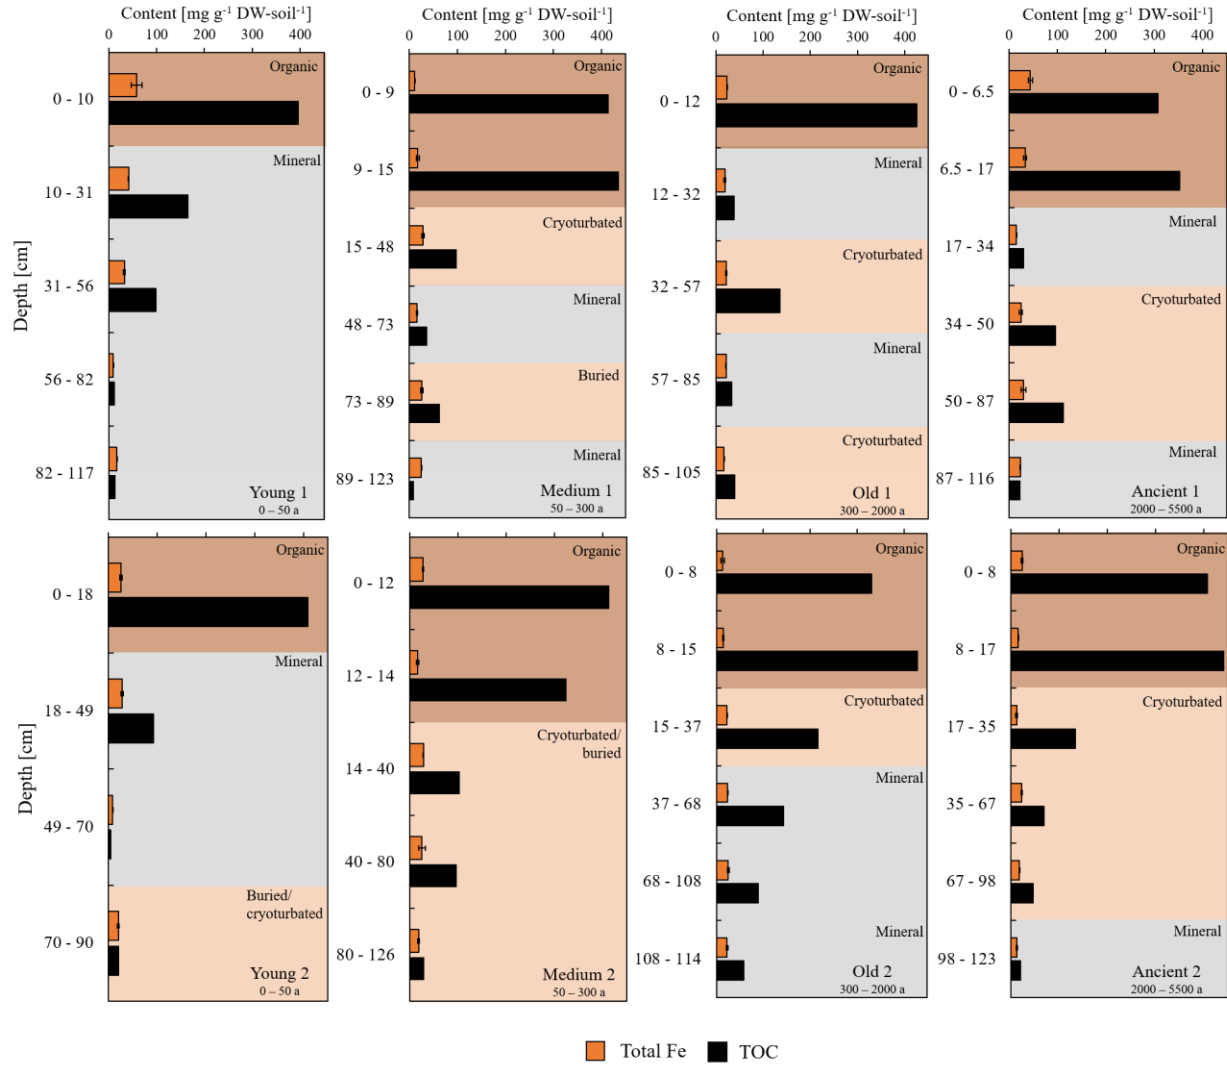 Content [mg g⁻¹ DW-soil⁻¹]
0 100 200 300 400
Organic
0 - 10
Mineral
10 - 31
31 - 56
56 - 82
82 - 117
Young 1
0 – 50 a
Depth [cm]
Content [mg g⁻¹ DW-soil⁻¹]
0 100 200 300 400
Organic
0 - 9
9 - 15
Cryoturbated
15 - 48
Mineral
48 - 73
Buried
73 - 89
Mineral
89 - 123
Medium 1
50 – 300 a
Content [mg g⁻¹ DW-soil⁻¹]
0 100 200 300 400
Organic
0 - 12
Mineral
12 - 32
Cryoturbated
32 - 57
Mineral
57 - 85
Cryoturbated
85 - 105
Old 1
300 – 2000 a
Content [mg g⁻¹ DW-soil⁻¹]
0 100 200 300 400
Organic
0 - 6.5
6.5 - 17
Mineral
17 - 34
Cryoturbated
34 - 50
50 - 87
Mineral
87 - 116
Ancient 1
2000 – 5500 a
Organic
0 - 18
Mineral
18 - 49
49 - 70
Buried/
cryoturbated
70 - 90
Young 2
0 – 50 a
Depth [cm]
Organic
0 - 12
12 - 14
Cryoturbated/
buried
14 - 40
40 - 80
80 - 126
Medium 2
50 – 300 a
Organic
0 - 8
8 - 15
Cryoturbated
15 - 37
Mineral
37 - 68
68 - 108
Mineral
108 - 114
Old 2
300 – 2000 a
Organic
0 - 8
8 - 17
Cryoturbated
17 - 35
35 - 67
67 - 98
Mineral
98 - 123
Ancient 2
2000 – 5500 a
Total Fe
TOC